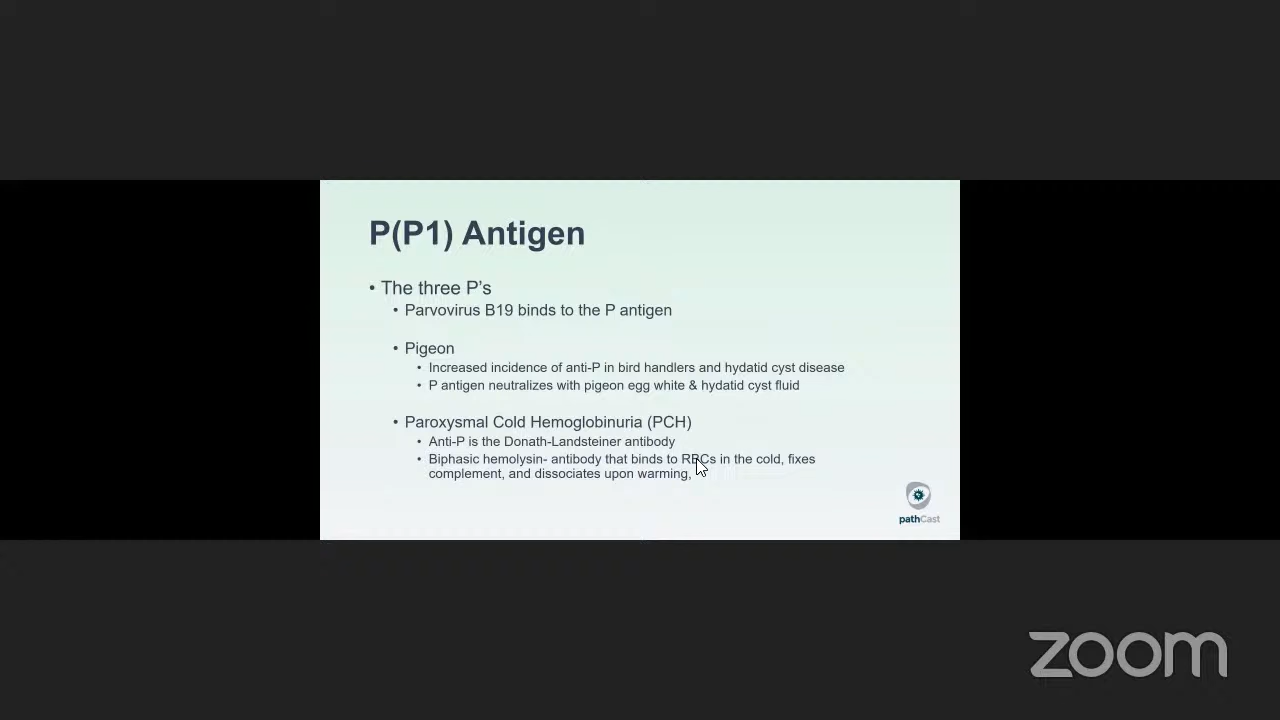 P(P1) Antigen
• The three P's
• Parvovirus B19 binds to the P antigen
• Pigeon
• Increased incidence of anti-P in bird handlers and hydatid cyst disease
• P antigen neutralizes with pigeon egg white & hydatid cyst fluid
• Paroxysmal Cold Hemoglobinuria (PCH)
• Anti-P is the Donath-Landsteiner antibody
• Biphasic hemolysin- antibody that binds to RBCs in the cold, fixes
complement, and dissociates upon warming,
pathCast
zoom